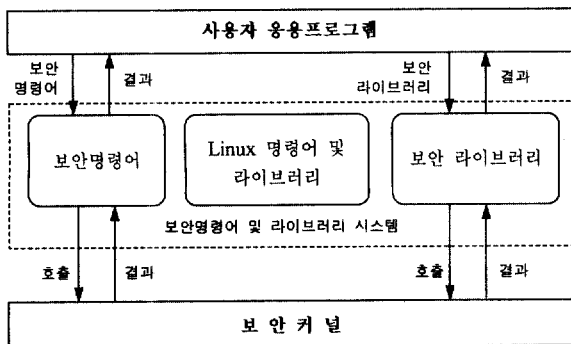 사용자 응용프로그램
보안
명령어
결과
보안
라이브러리
결과
보안명령어
Linux 명령어 및
라이브러리
보안 라이브러리
보안명령어 및 라이브러리 시스템
호출
결과
호출
결과
보 안 커 널